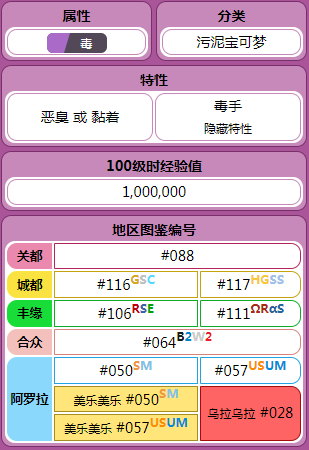 属性 分类
毒 污泥宝可梦
特性
恶臭 或 黏着 毒手
隐藏特性
100级时经验值
1,000,000
地区图鉴编号
关都 #088
城都 #116GSC #117HGSS
丰缘 #106RSE #111ΩRαS
合众 #064B2W2
阿罗拉 #050SM #057USUM
美乐美乐 #050SM 乌拉乌拉 #028
美乐美乐 #057USUM